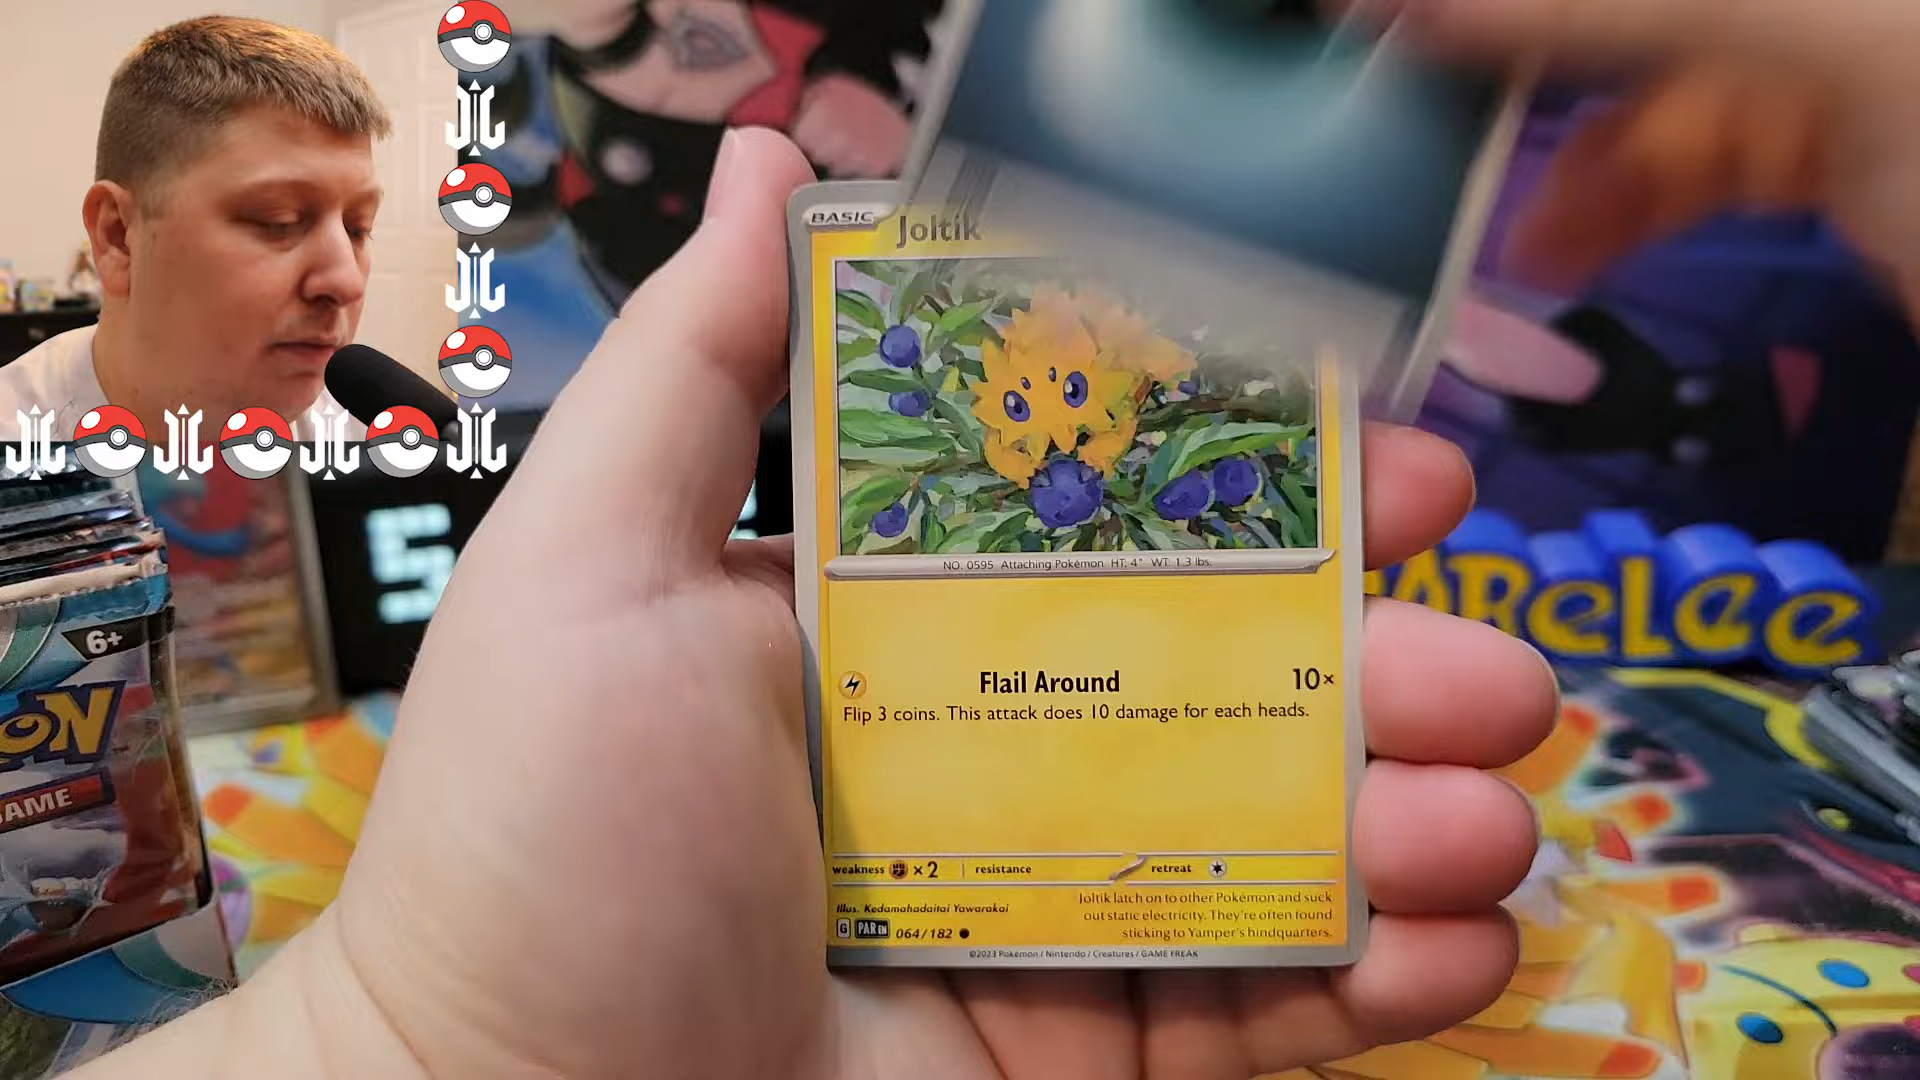 BASIC
Joltik
NO. 0595 Attaching Pokémon HT: 4" WT: 1.3 lbs.
Flail Around 10×
Flip 3 coins. This attack does 10 damage for each heads.
weakness ×2 resistance retreat
Illus. Kedamahadaitai Yawarakai
Joltik latch on to other Pokémon and suck
out static electricity. They're often found
sticking to Yamper's hindquarters.
G PAR EN 064/182
©2023 Pokémon / Nintendo / Creatures / GAME FREAK
6+
ON
GAME
5
ReLee